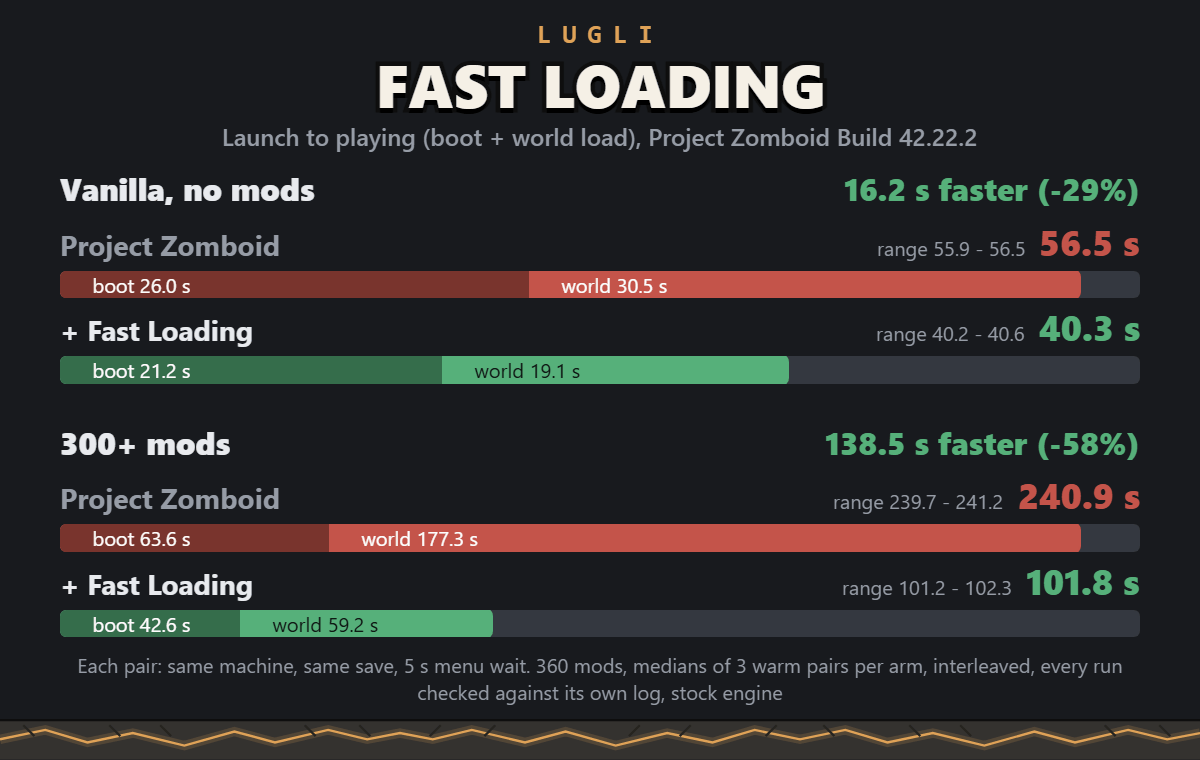 LUGLI
FAST LOADING
Launch to playing (boot + world load), Project Zomboid Build 42.22.2
Vanilla, no mods
16.2 s faster (-29%)
Project Zomboid
range 55.9 - 56.5
56.5 s
boot 26.0 s
world 30.5 s
+ Fast Loading
range 40.2 - 40.6
40.3 s
boot 21.2 s
world 19.1 s
300+ mods
138.5 s faster (-58%)
Project Zomboid
range 239.7 - 241.2
240.9 s
boot 63.6 s
world 177.3 s
+ Fast Loading
range 101.2 - 102.3
101.8 s
boot 42.6 s
world 59.2 s
Each pair: same machine, same save, 5 s menu wait. 360 mods, medians of 3 warm pairs per arm, interleaved, every run
checked against its own log, stock engine